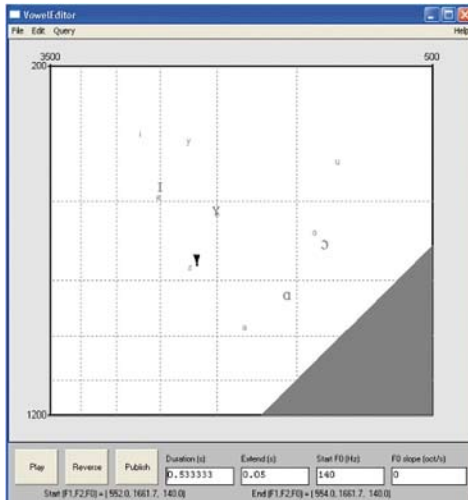 VowelEditor
File Edit Query Help
3500 500
200
i y
u
I
e
Y
o
ɔ
ɛ
ɑ
a
1200
Play Reverse Publish
Duration (s): Extend (s): Start F0 (Hz): F0 slope (oct/s)
0.533333 0.05 140 0
Start (F1,F2,F0) = ( 552.0, 1661.7, 140.0) End (F1,F2,F0) = ( 554.0, 1661.7, 140.0)